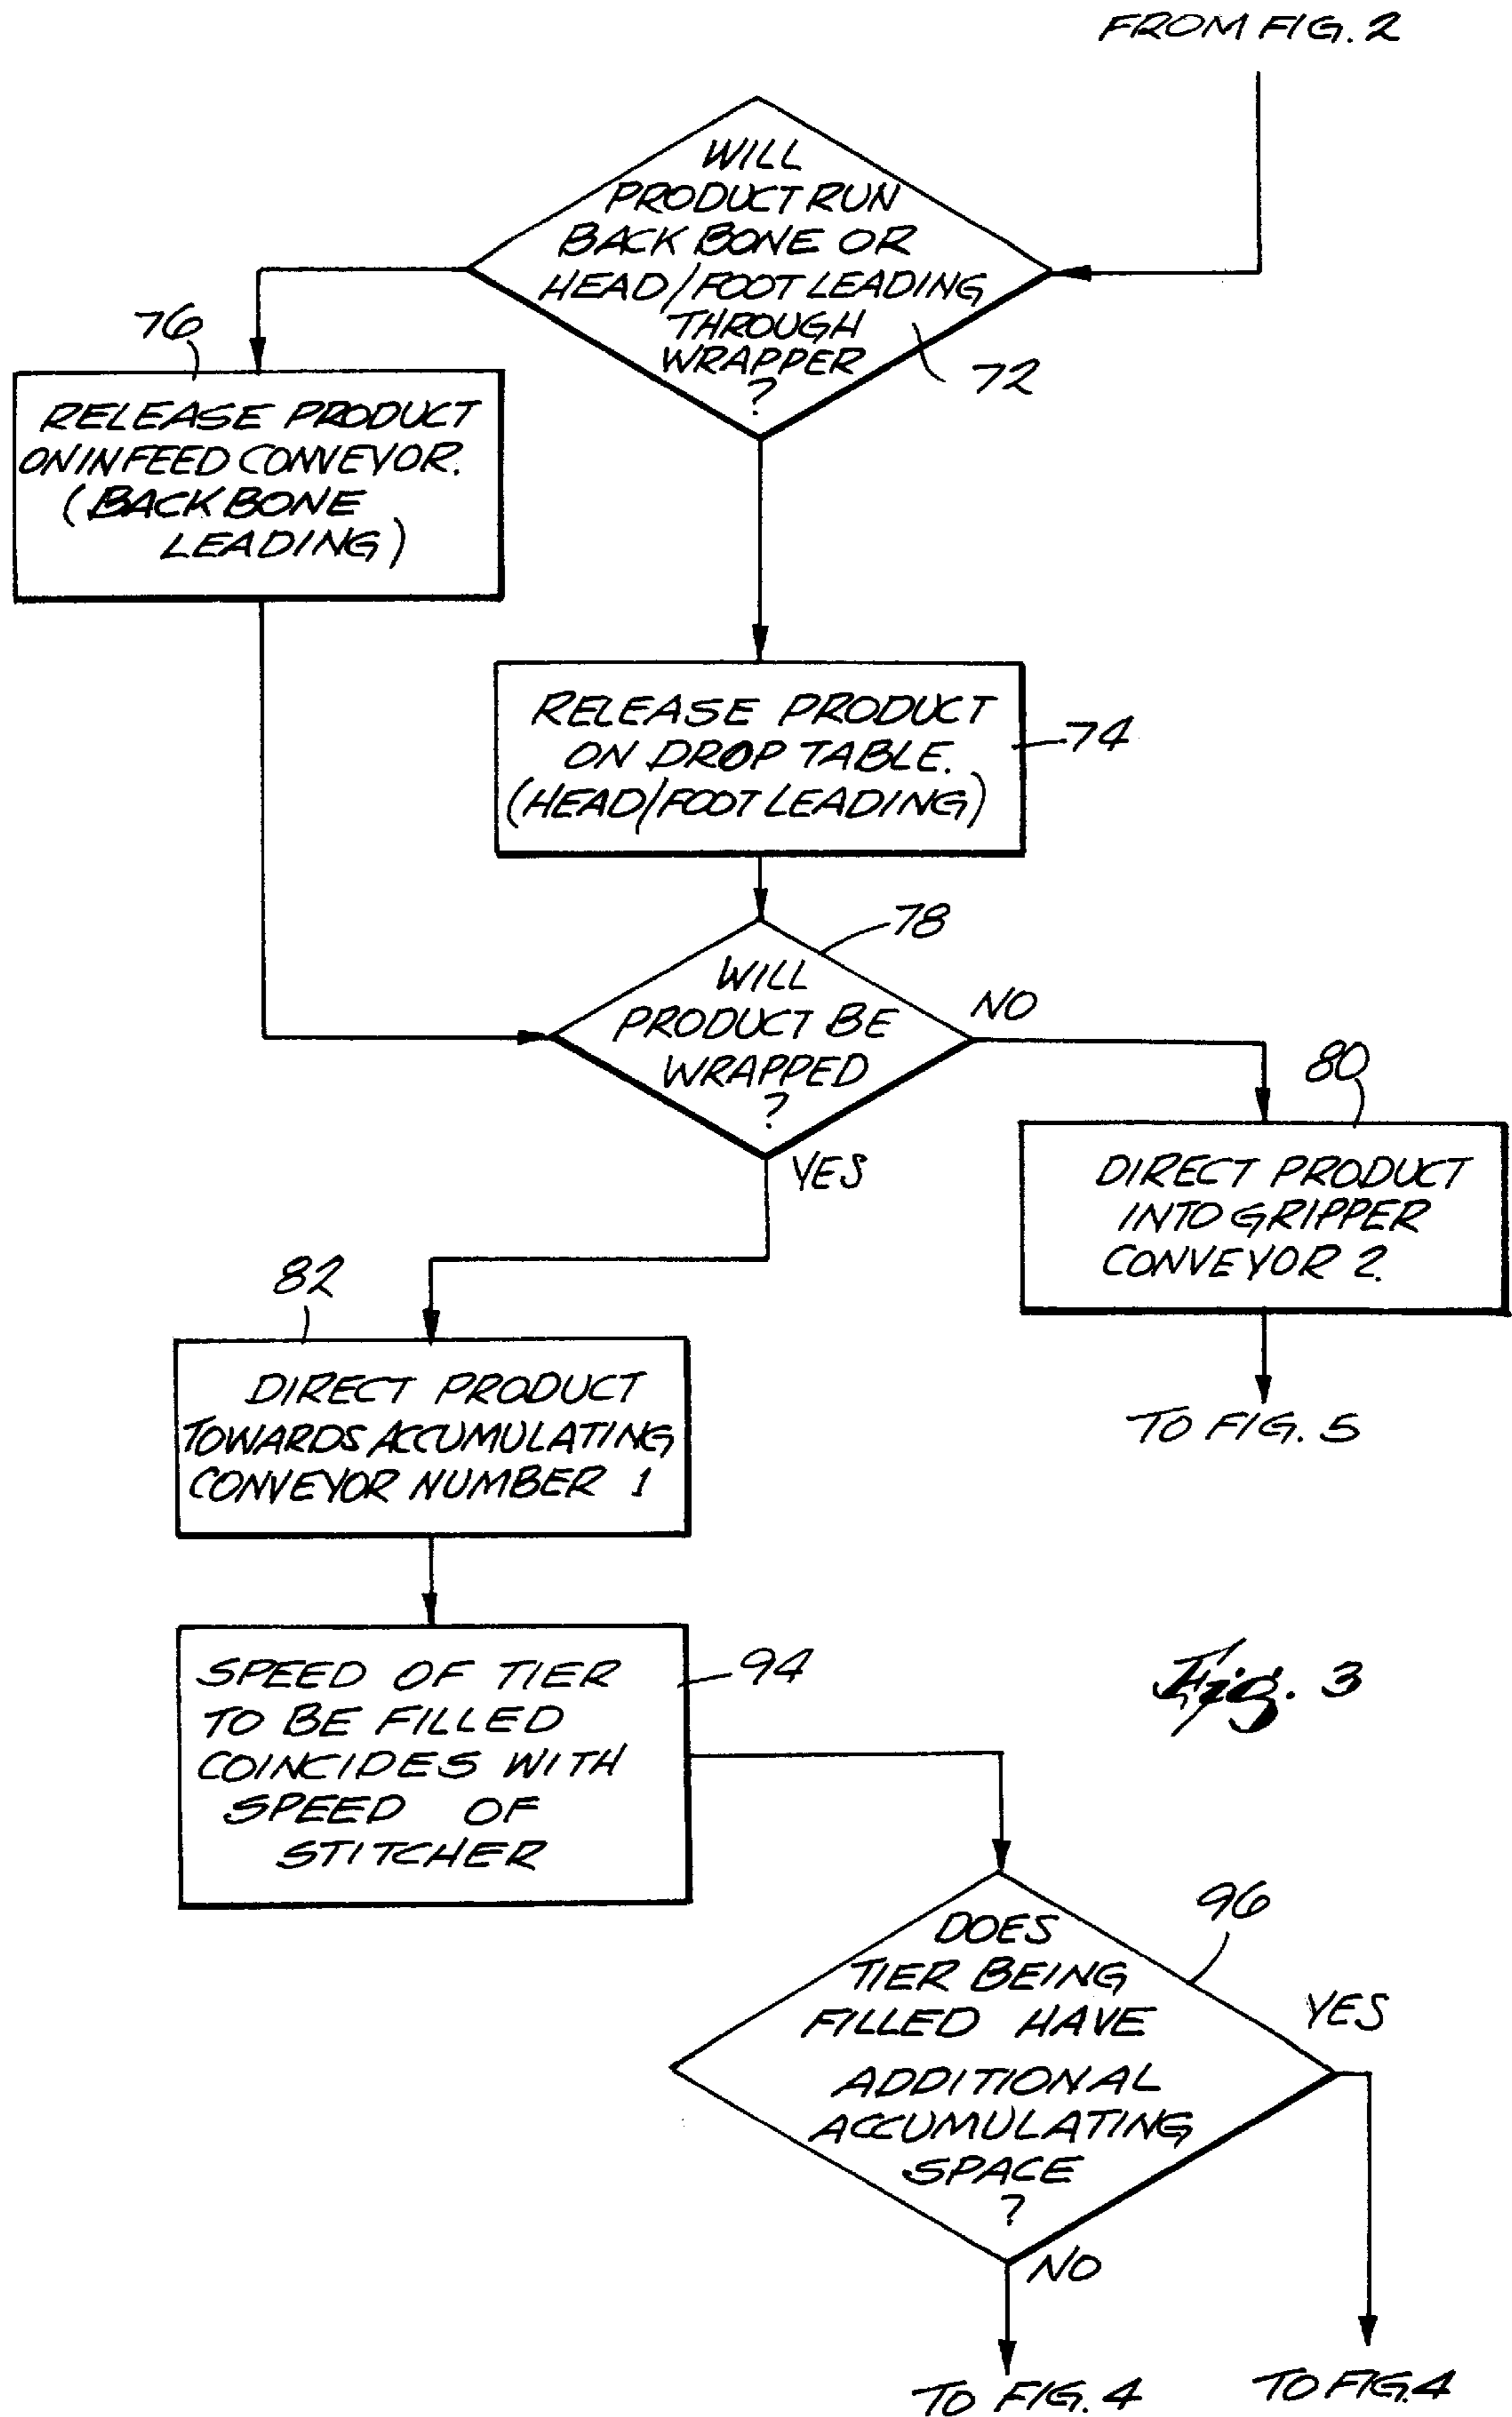 FROM FIG. 2
WILL
PRODUCT RUN
BACK BONE OR
HEAD/FOOT LEADING
THROUGH
WRAPPER
?
72
76
RELEASE PRODUCT
ON INFEED CONVEYOR.
(BACK BONE
LEADING)
RELEASE PRODUCT
ON DROP TABLE.
(HEAD/FOOT LEADING)
74
78
WILL
PRODUCT BE
WRAPPED
?
NO
YES
80
DIRECT PRODUCT
INTO GRIPPER
CONVEYOR 2.
TO FIG. 5
82
DIRECT PRODUCT
TOWARDS ACCUMULATING
CONVEYOR NUMBER 1
SPEED OF TIER
TO BE FILLED
COINCIDES WITH
SPEED OF
STITCHER
94
Fig. 3
96
DOES
TIER BEING
FILLED HAVE
ADDITIONAL
ACCUMULATING
SPACE
?
YES
NO
TO FIG. 4
TO FIG. 4